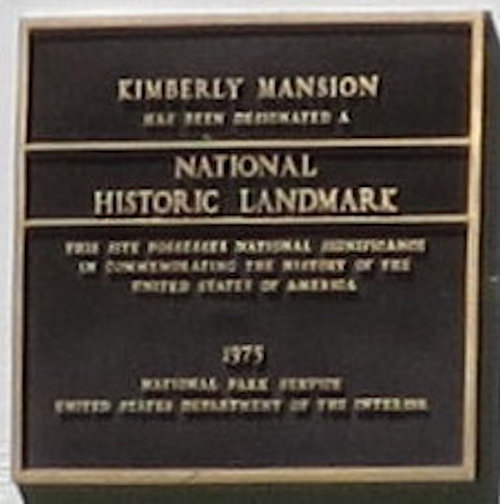 KIMBERLY MANSION
HAS BEEN DESIGNATED A
NATIONAL
HISTORIC LANDMARK
THIS SITE POSSESSES NATIONAL SIGNIFICANCE
IN COMMEMORATING THE HISTORY OF THE
UNITED STATES OF AMERICA
1975
NATIONAL PARK SERVICE
UNITED STATES DEPARTMENT OF THE INTERIOR